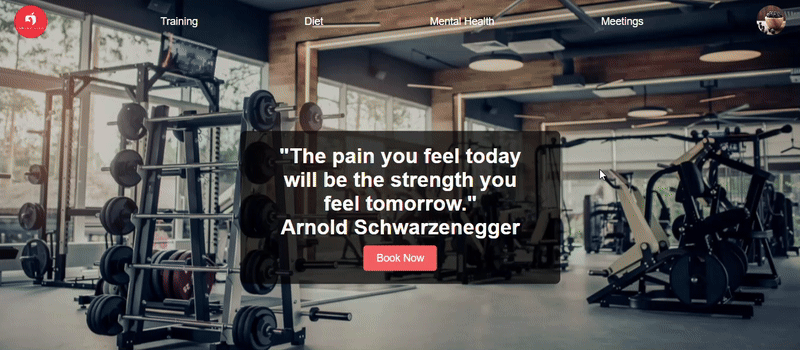 Training
Diet
Mental Health
Meetings
"The pain you feel today
will be the strength you
feel tomorrow."
Arnold Schwarzenegger
Book Now